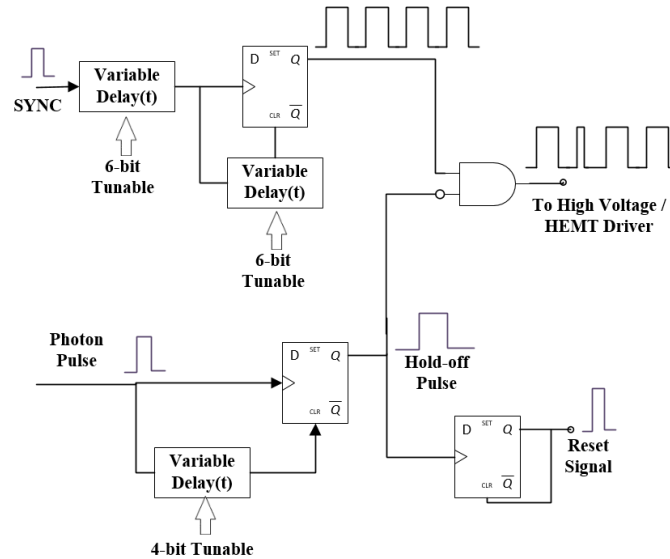 SYNC
Variable
Delay(t)
6-bit
Tunable
D SET Q
CLR Q
Variable
Delay(t)
6-bit
Tunable
To High Voltage /
HEMT Driver
Photon
Pulse
Variable
Delay(t)
4-bit Tunable
D SET Q
CLR Q
Hold-off
Pulse
D SET Q
CLR Q
Reset
Signal